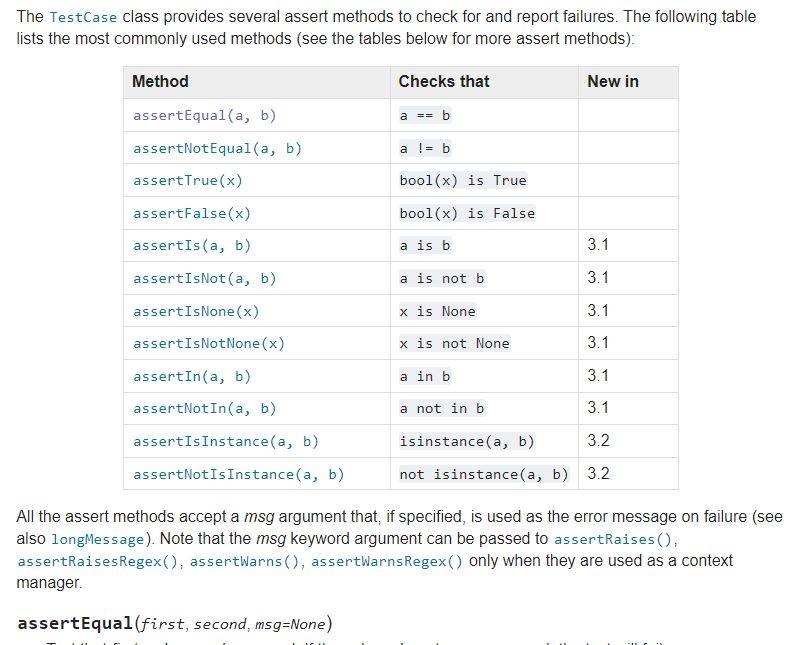 The TestCase class provides several assert methods to check for and report failures. The following table
lists the most commonly used methods (see the tables below for more assert methods):
Method Checks that New in
assertEqual(a, b) a == b
assertNotEqual(a, b) a != b
assertTrue(x) bool(x) is True
assertFalse(x) bool(x) is False
assertIs(a, b) a is b 3.1
assertIsNot(a, b) a is not b 3.1
assertIsNone(x) x is None 3.1
assertIsNotNone(x) x is not None 3.1
assertIn(a, b) a in b 3.1
assertNotIn(a, b) a not in b 3.1
assertIsInstance(a, b) isinstance(a, b) 3.2
assertNotIsInstance(a, b) not isinstance(a, b) 3.2
All the assert methods accept a msg argument that, if specified, is used as the error message on failure (see
also longMessage). Note that the msg keyword argument can be passed to assertRaises(),
assertRaisesRegex(), assertWarns(), assertWarnsRegex() only when they are used as a context
manager.
assertEqual(first, second, msg=None)